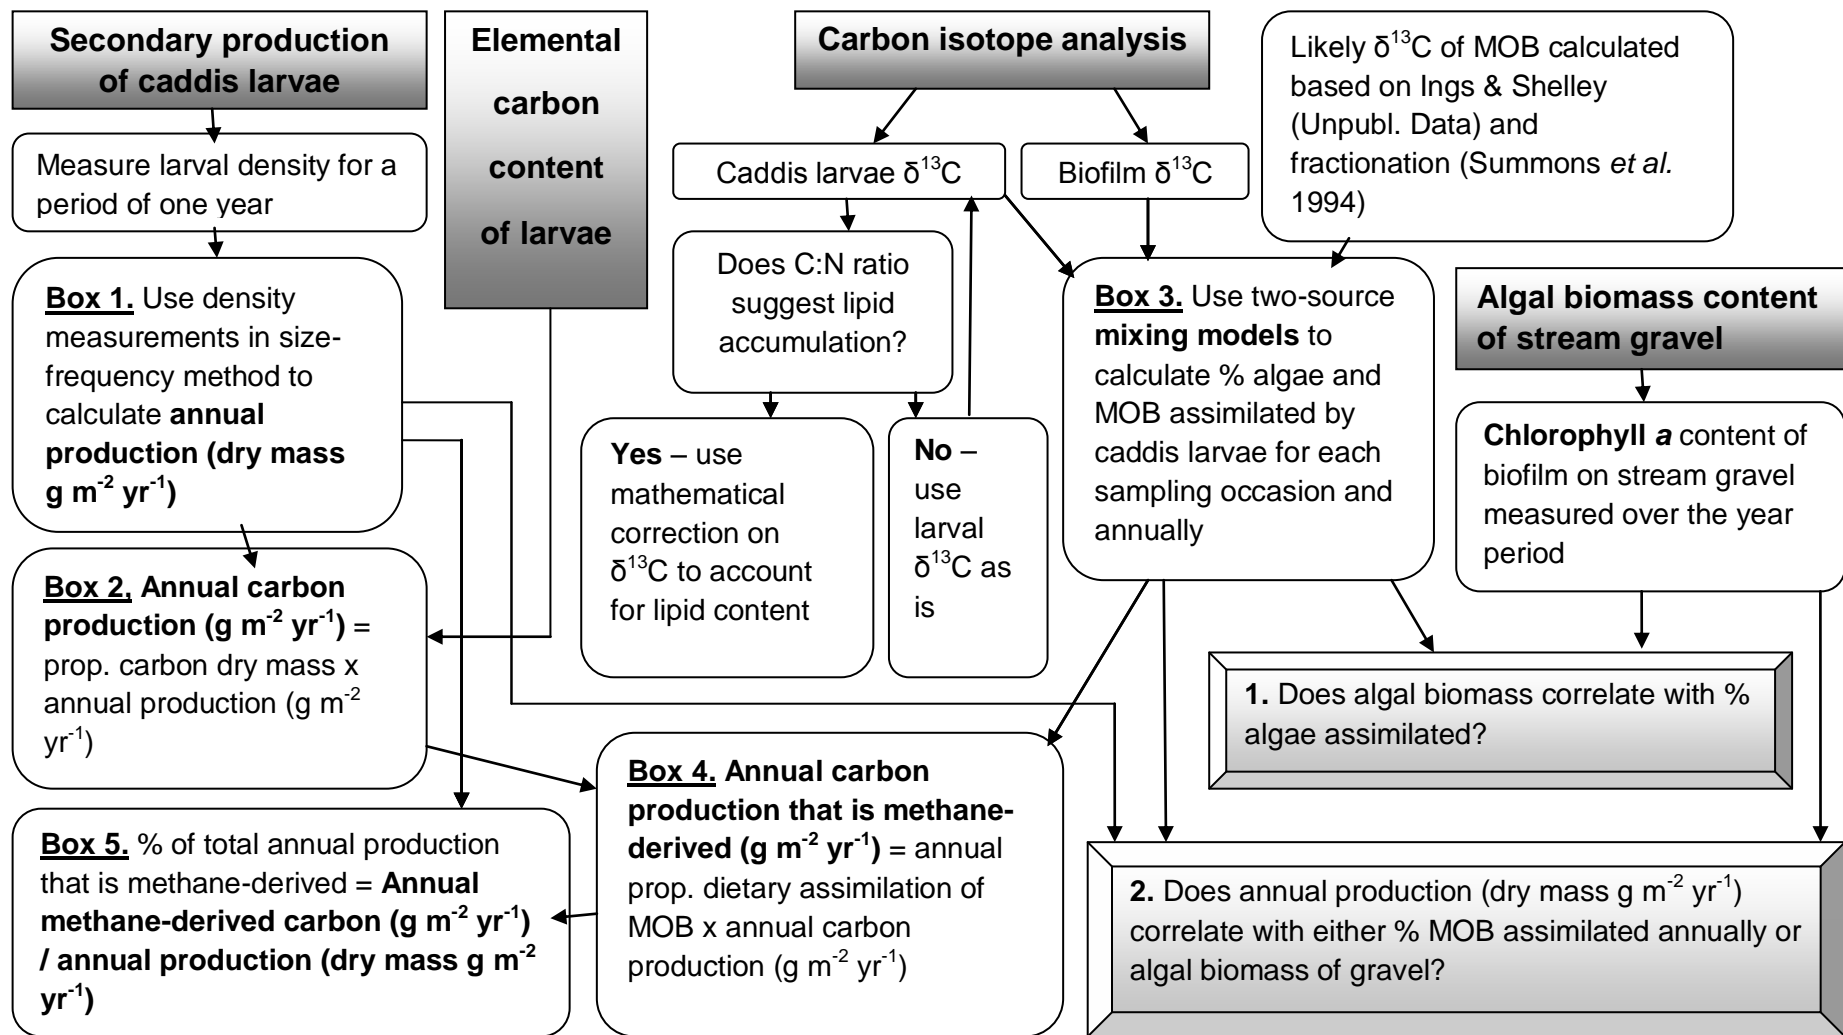 Secondary production
of caddis larvae
Measure larval density for a
period of one year
Box 1. Use density
measurements in size-
frequency method to
calculate annual
production (dry mass
g m⁻² yr⁻¹)
Box 2, Annual carbon
production (g m⁻² yr⁻¹) =
prop. carbon dry mass x
annual production (g m⁻²
yr⁻¹)
Box 5. % of total annual production
that is methane-derived = Annual
methane-derived carbon (g m⁻² yr⁻¹)
/ annual production (dry mass g m⁻²
yr⁻¹)
Elemental
carbon
content
of larvae
Carbon isotope analysis
Caddis larvae δ¹³C
Biofilm δ¹³C
Does C:N ratio
suggest lipid
accumulation?
Yes – use
mathematical
correction on
δ¹³C to account
for lipid content
No –
use
larval
δ¹³C as
is
Likely δ¹³C of MOB calculated
based on Ings & Shelley
(Unpubl. Data) and
fractionation (Summons et al.
1994)
Box 3. Use two-source
mixing models to
calculate % algae and
MOB assimilated by
caddis larvae for each
sampling occasion and
annually
Box 4. Annual carbon
production that is methane-
derived (g m⁻² yr⁻¹) = annual
prop. dietary assimilation of
MOB x annual carbon
production (g m⁻² yr⁻¹)
Algal biomass content
of stream gravel
Chlorophyll a content of
biofilm on stream gravel
measured over the year
period
1. Does algal biomass correlate with %
algae assimilated?
2. Does annual production (dry mass g m⁻² yr⁻¹)
correlate with either % MOB assimilated annually or
algal biomass of gravel?